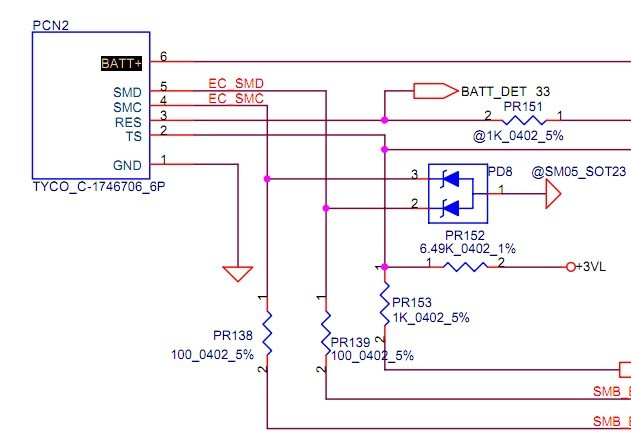 PCN2
BATT+ 6
SMD 5 EC_SMD
SMC 4 EC_SMC
RES 3
TS 2
GND 1
TYCO_C-1746706_6P
BATT_DET_33
PR151
2 1
@1K_0402_5%
3 PD8 @SM05_SOT23
1
2
PR152
6.49K_0402_1%
1 2 +3VL
1
PR153
1K_0402_5%
2
1
PR138
100_0402_5%
2
1
PR139
100_0402_5%
2
SMB_
SMB_